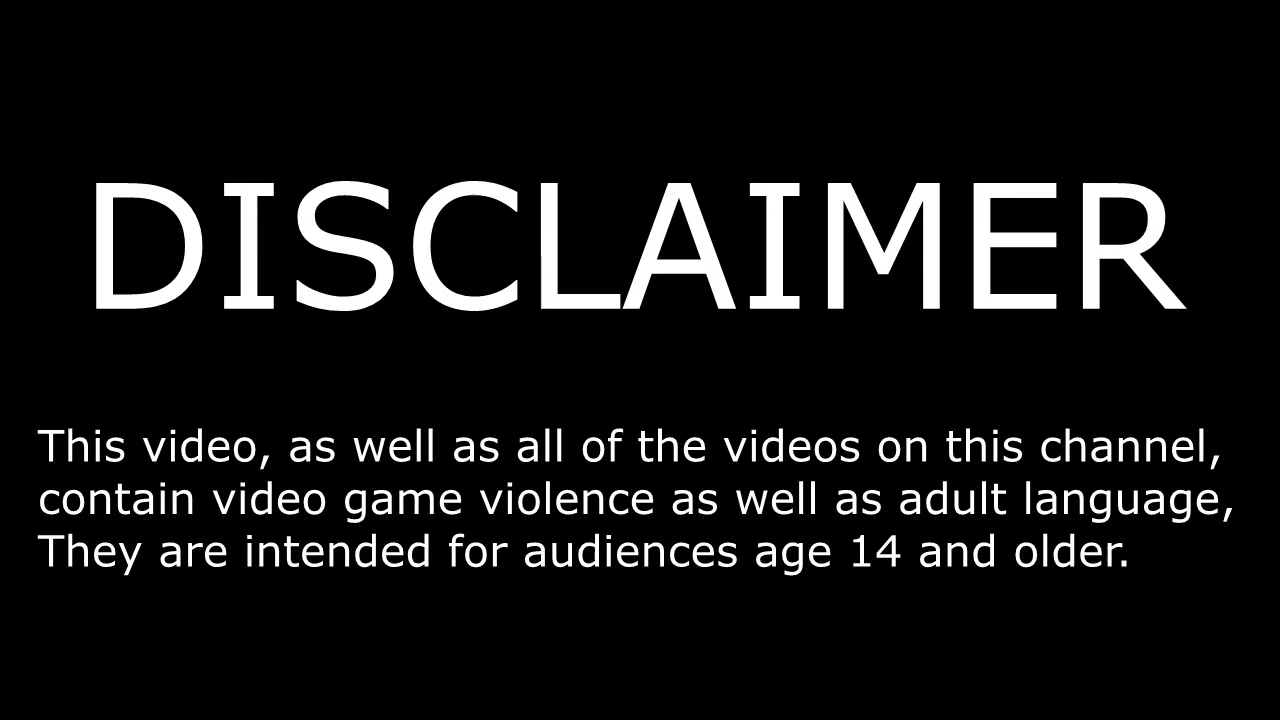 DISCLAIMER
This video, as well as all of the videos on this channel,
contain video game violence as well as adult language,
They are intended for audiences age 14 and older.